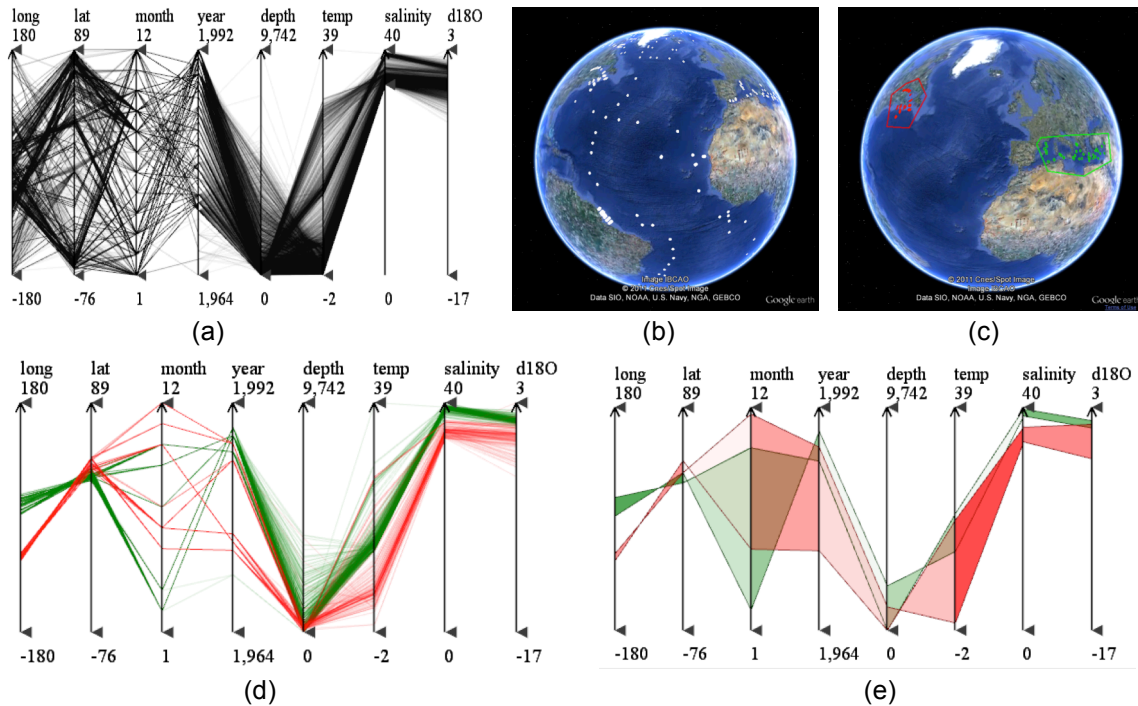 long lat month year depth temp salinity d18O
180 89 12 1,992 9,742 39 40 3
-180 -76 1 1,964 0 -2 0 -17
(a)
Image IBCAO
© 2011 Cnes/Spot Image
Data SIO, NOAA, U.S. Navy, NGA, GEBCO
Google earth
(b)
© 2011 Cnes/Spot Image
Image IBCAO
Data SIO, NOAA, U.S. Navy, NGA, GEBCO
Google earth
Terms of Use
(c)
long lat month year depth temp salinity d18O
180 89 12 1,992 9,742 39 40 3
-180 -76 1 1,964 0 -2 0 -17
(d)
long lat month year depth temp salinity d18O
180 89 12 1,992 9,742 39 40 3
-180 -76 1 1,964 0 -2 0 -17
(e)